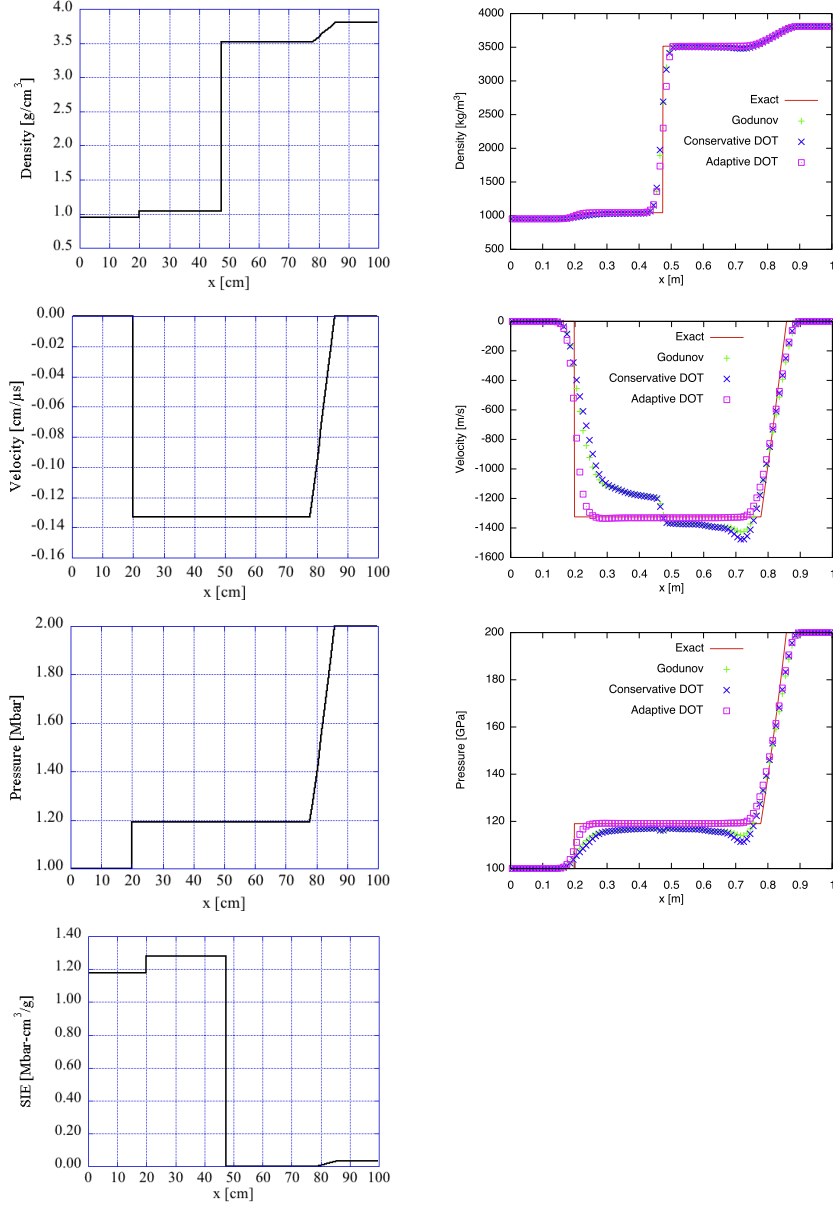 4.0
3.5
3.0
2.5
2.0
1.5
1.0
0.5
Density [g/cm³]
0 10 20 30 40 50 60 70 80 90 100
x [cm]
4000
3500
3000
2500
2000
1500
1000
500
Density [kg/m³]
Exact
Godunov
Conservative DOT
Adaptive DOT
0 0.1 0.2 0.3 0.4 0.5 0.6 0.7 0.8 0.9 1
x [m]
0.00
-0.02
-0.04
-0.06
-0.08
-0.10
-0.12
-0.14
-0.16
Velocity [cm/μs]
0 10 20 30 40 50 60 70 80 90 100
x [cm]
0
-200
-400
-600
-800
-1000
-1200
-1400
-1600
Velocity [m/s]
Exact
Godunov
Conservative DOT
Adaptive DOT
0 0.1 0.2 0.3 0.4 0.5 0.6 0.7 0.8 0.9 1
x [m]
2.00
1.80
1.60
1.40
1.20
1.00
Pressure [Mbar]
0 10 20 30 40 50 60 70 80 90 100
x [cm]
200
180
160
140
120
100
Pressure [GPa]
Exact
Godunov
Conservative DOT
Adaptive DOT
0 0.1 0.2 0.3 0.4 0.5 0.6 0.7 0.8 0.9 1
x [m]
1.40
1.20
1.00
0.80
0.60
0.40
0.20
0.00
SIE [Mbar-cm³/g]
0 10 20 30 40 50 60 70 80 90 100
x [cm]